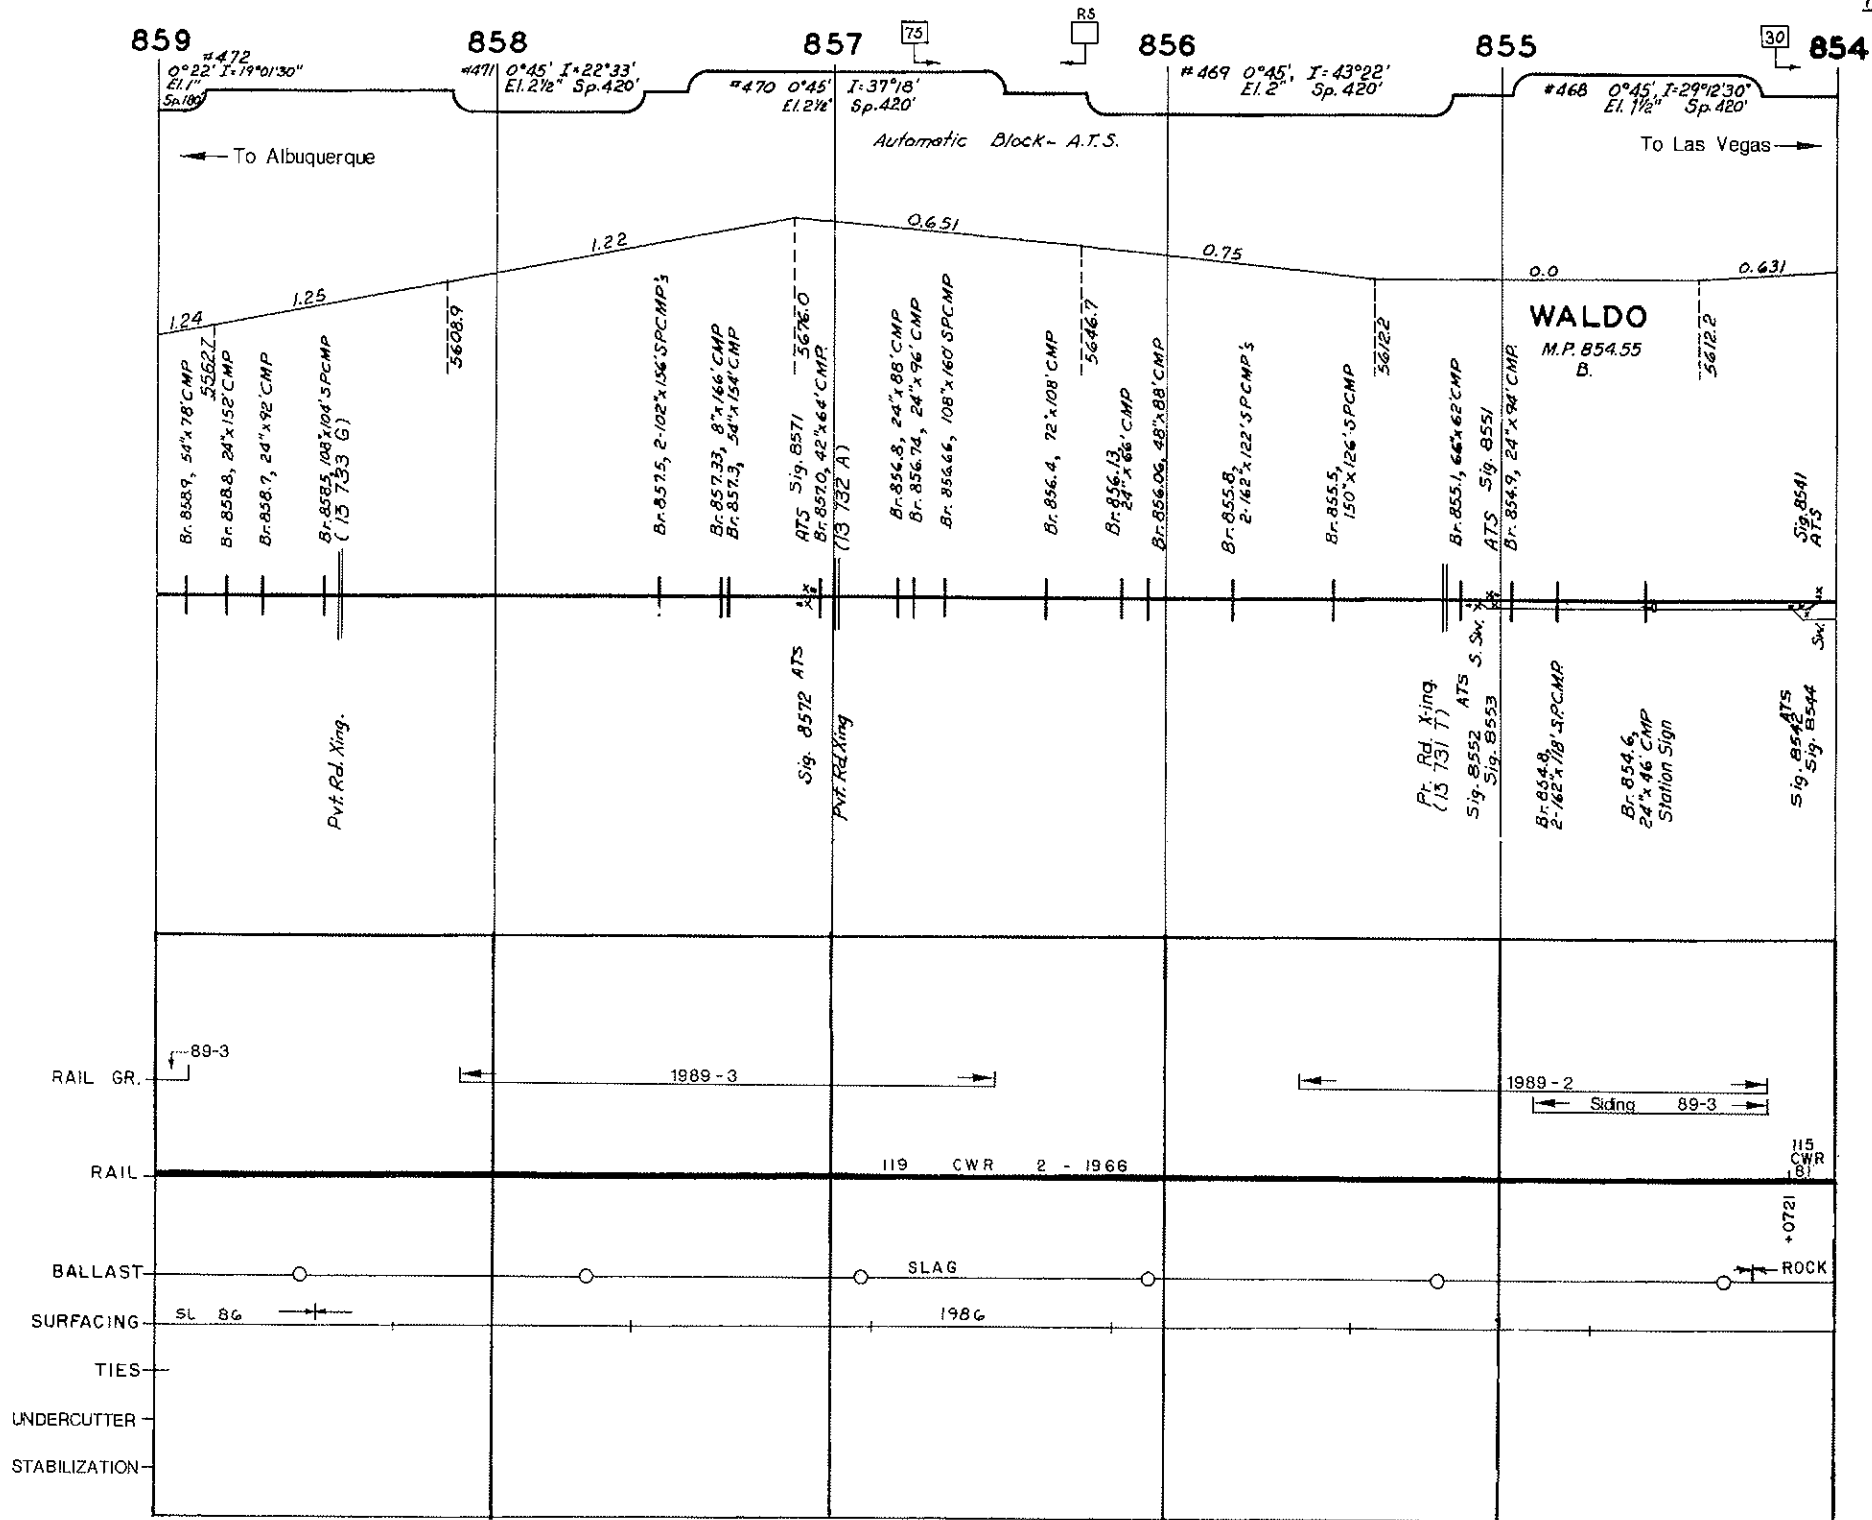 859
858
857
75
RS
856
855
30
854
#472
0°22' I=19°01'30"
El. 1"
Sp. 180'
#471 0°45' I=22°33'
El. 2½" Sp. 420'
#470 0°45' I=37°18'
El. 2½" Sp. 420'
#469 0°45', I=43°22'
El. 2" Sp. 420'
#468 0°45', I=29°12'30"
El. 1½" Sp. 420'
Automatic Block - A.T.S.
To Albuquerque
To Las Vegas
1.24
1.25
1.22
0.651
0.75
0.0
0.631
5562.7
5608.9
5676.0
5646.7
5612.2
5612.2
WALDO
M.P. 854.55
B.
Br. 858.9, 54"x78' CMP
Br. 858.8, 24"x152' CMP
Br. 858.7, 24"x92' CMP
Br. 858.5, 108"x104' SPCMP
(13 733 G)
Br. 857.5, 2-102"x156' SPCMP's
Br. 857.33, 8"x166' CMP
Br. 857.3, 54"x154' CMP
ATS Sig. 8571
Br. 857.0, 42"x64' CMP.
(13 732 A)
Br. 856.8, 24"x88' CMP
Br. 856.74, 24"x96' CMP
Br. 856.66, 108"x160' SPCMP
Br. 856.4, 72"x108' CMP
Br. 856.13,
24"x66' CMP
Br. 856.06, 48"x88' CMP
Br. 855.8,
2-162"x122' SPCMP's
Br. 855.5,
150"x126' SPCMP
Br. 855.1, 66"x62' CMP
ATS Sig. 8551
Br. 854.9, 24"x94' CMP.
Sig. 8541
ATS
Pvt. Rd. Xing.
Sig. 8572 ATS
Pvt. Rd. Xing
Pr. Rd. X-ing.
(13 731 T)
Sig. 8552 ATS S. Sw.
Sig. 8553
Br. 854.8,
2-162"x118' SPCMP.
Br. 854.6,
24"x46' CMP
Station Sign
Sw.
Sig. 8542 ATS
Sig. 8544
RAIL GR.
89-3
1989-3
1989-2
Siding 89-3
RAIL
119 CWR 2 - 1966
115
CWR
81
+0721
BALLAST
SLAG
ROCK
SURFACING
SL 86
1986
TIES
UNDERCUTTER
STABILIZATION